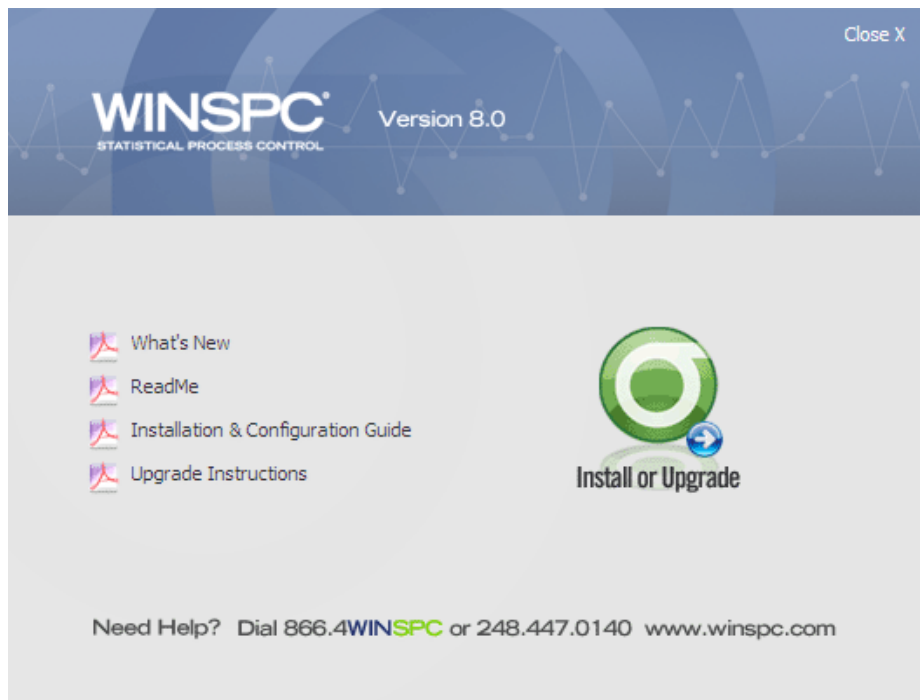 Close X
WINSPC
Version 8.0
STATISTICAL PROCESS CONTROL
What's New
ReadMe
Installation & Configuration Guide
Upgrade Instructions
Install or Upgrade
Need Help? Dial 866.4WINSPC or 248.447.0140 www.winspc.com